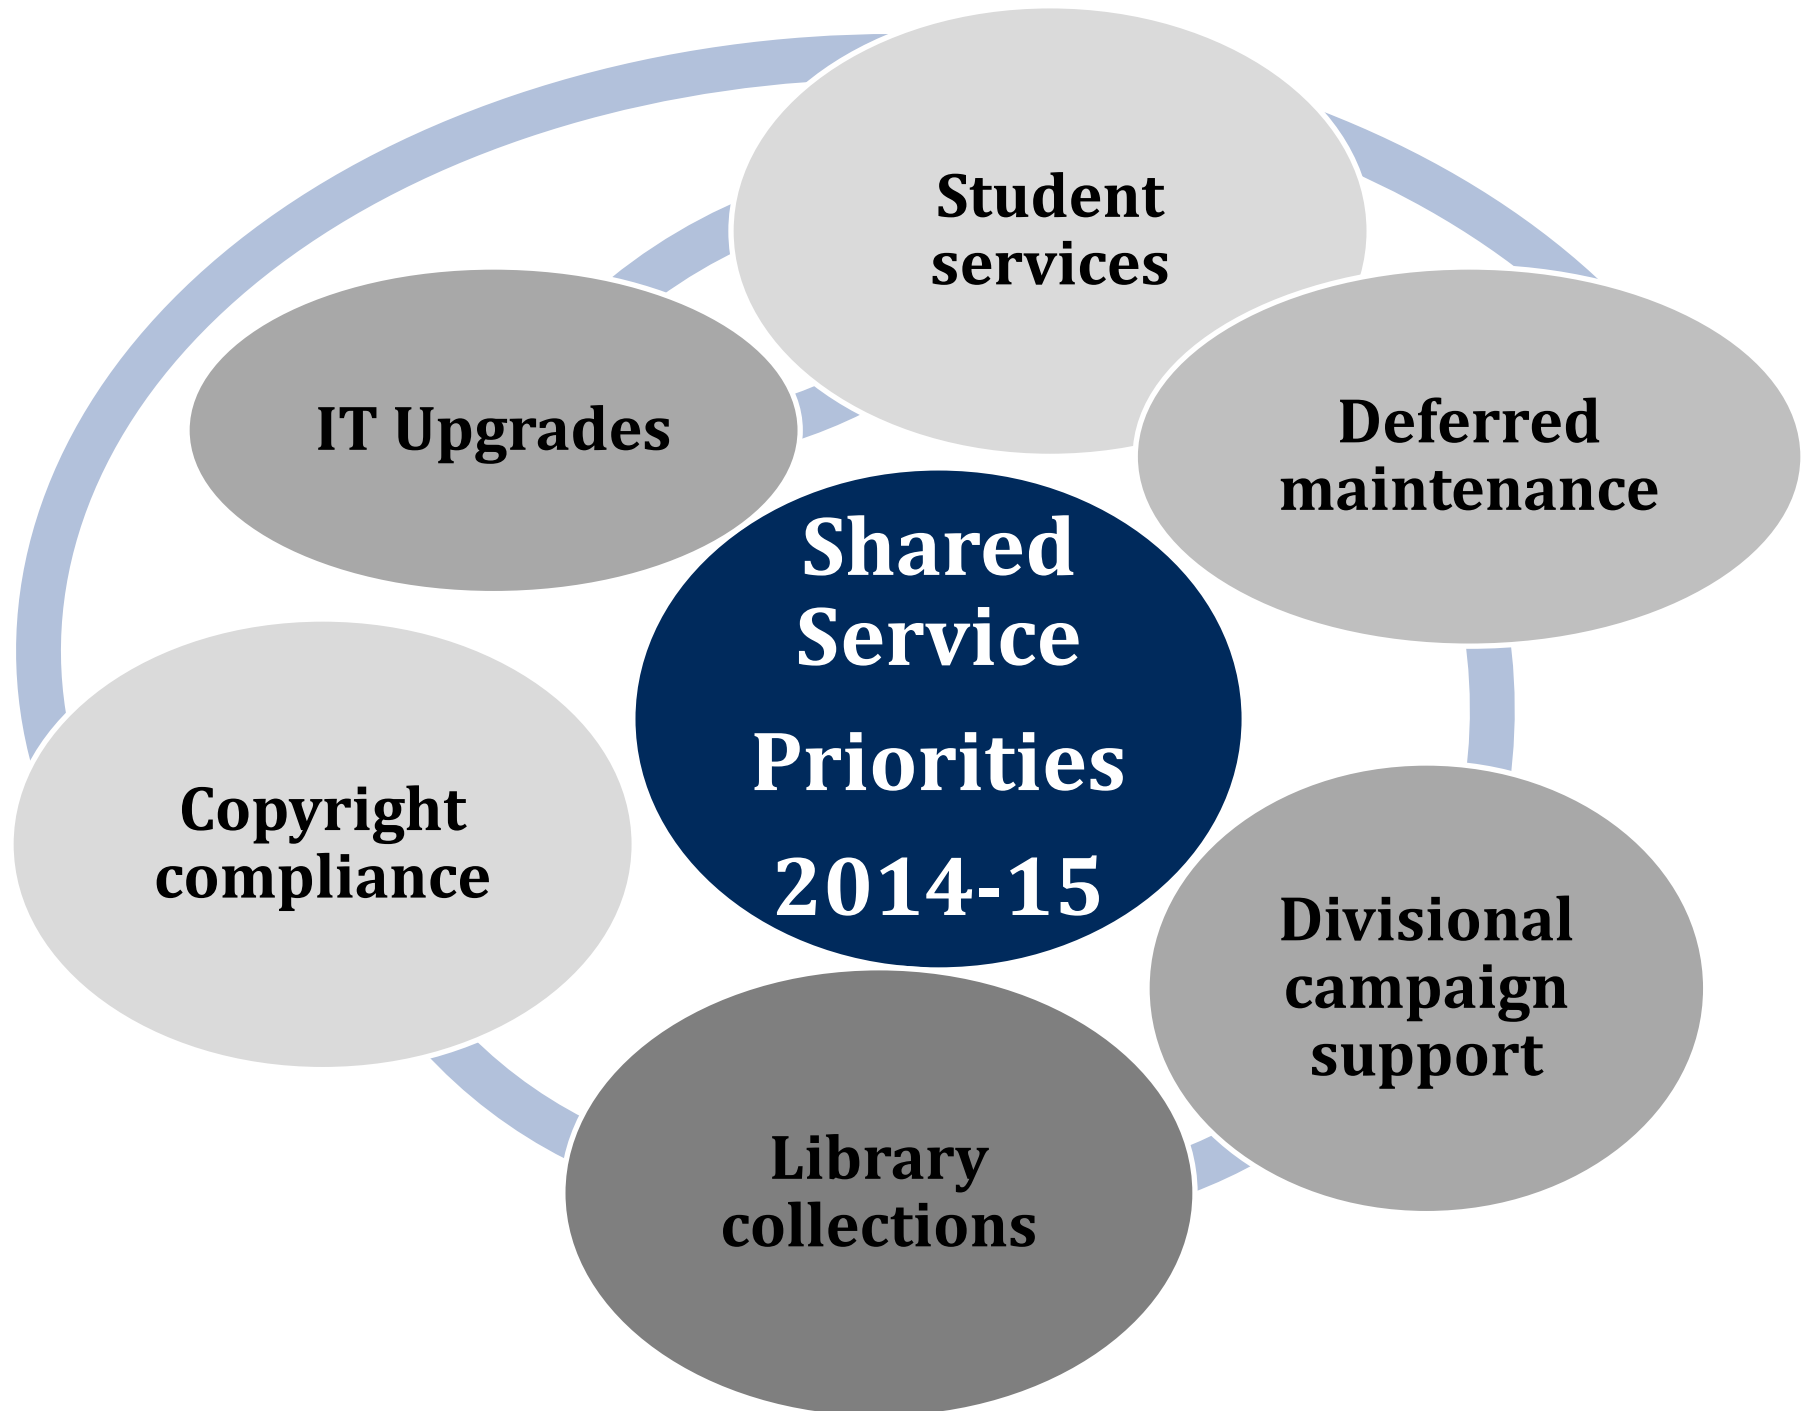 Student
services
IT Upgrades
Deferred
maintenance
Shared
Service
Priorities
2014-15
Copyright
compliance
Divisional
campaign
support
Library
collections